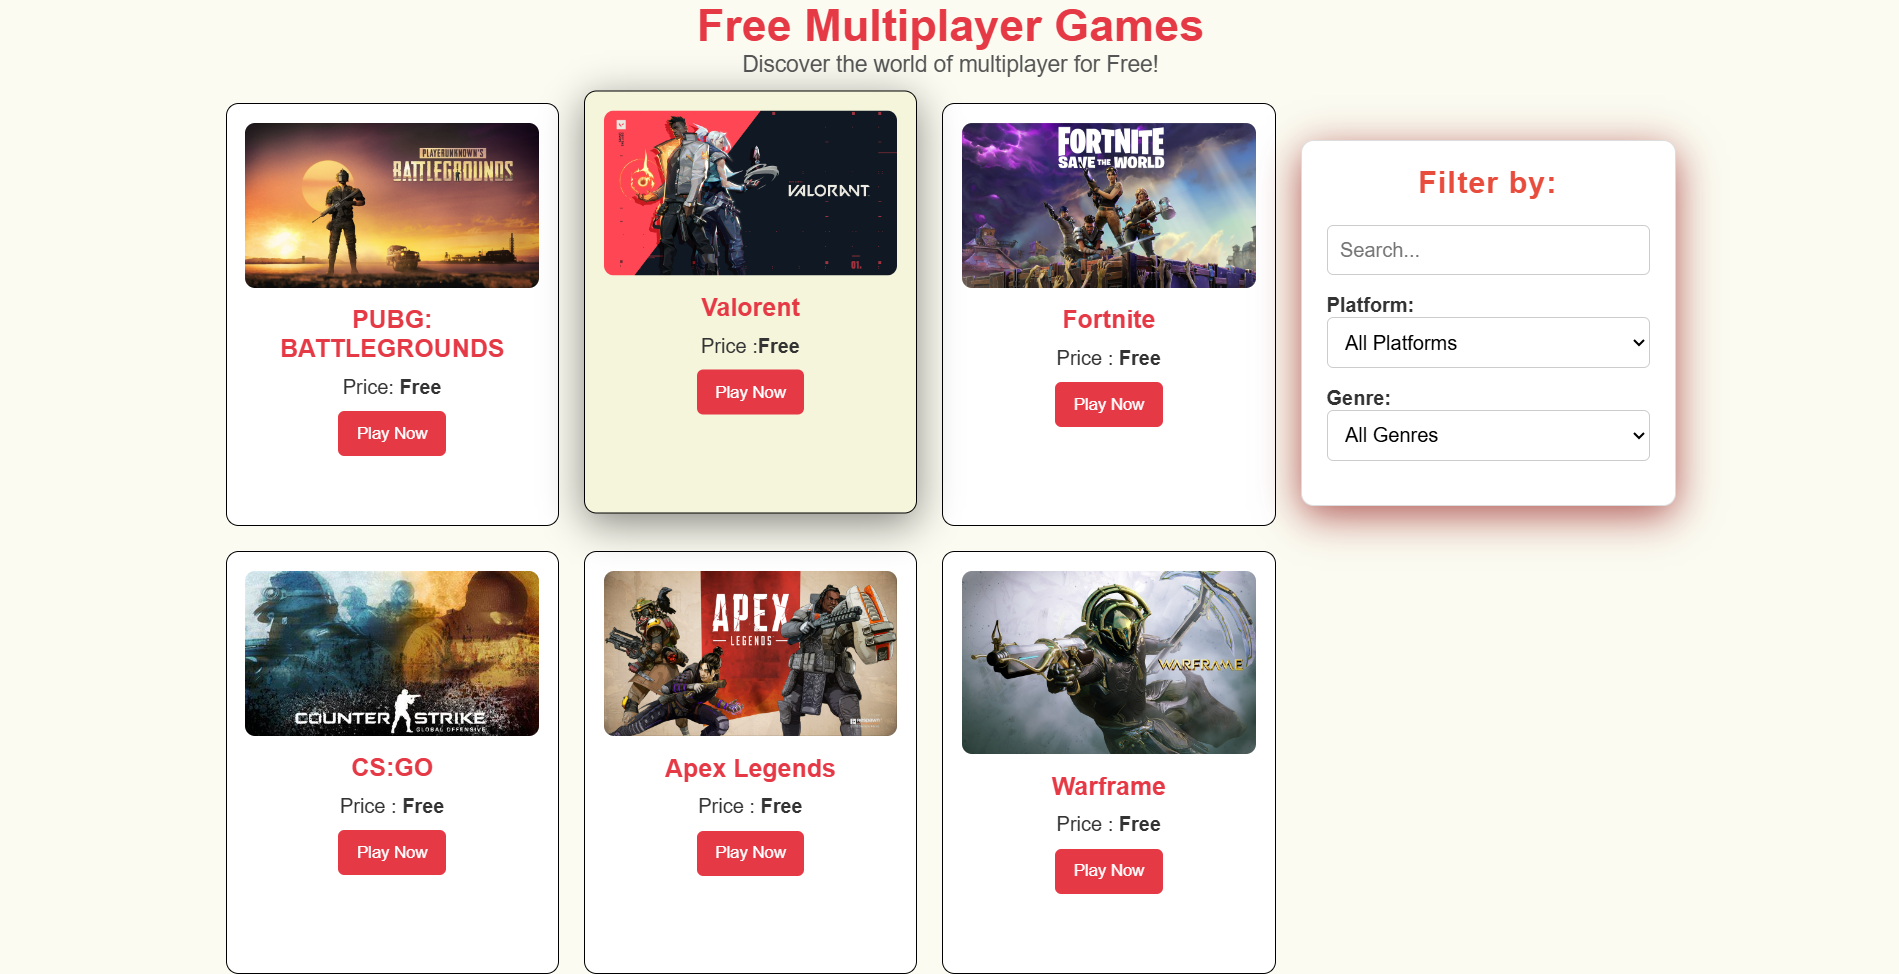 Free Multiplayer Games
Discover the world of multiplayer for Free!
PLAYERUNKNOWN'S
BATTLEGROUNDS
PUBG:
BATTLEGROUNDS
Price: Free
Play Now
VALORANT
01.
Valorent
Price :Free
Play Now
FORTNITE
SAVE THE WORLD
Fortnite
Price : Free
Play Now
Filter by:
Search...
Platform:
All Platforms
Genre:
All Genres
COUNTER STRIKE
GLOBAL OFFENSIVE
CS:GO
Price : Free
Play Now
APEX
LEGENDS
Apex Legends
Price : Free
Play Now
WARFRAME
Warframe
Price : Free
Play Now